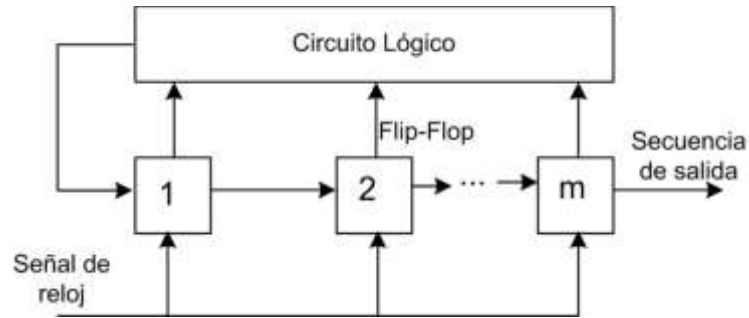 Circuito Lógico
Flip-Flop
Secuencia
de salida
1
2
...
m
Señal de
reloj